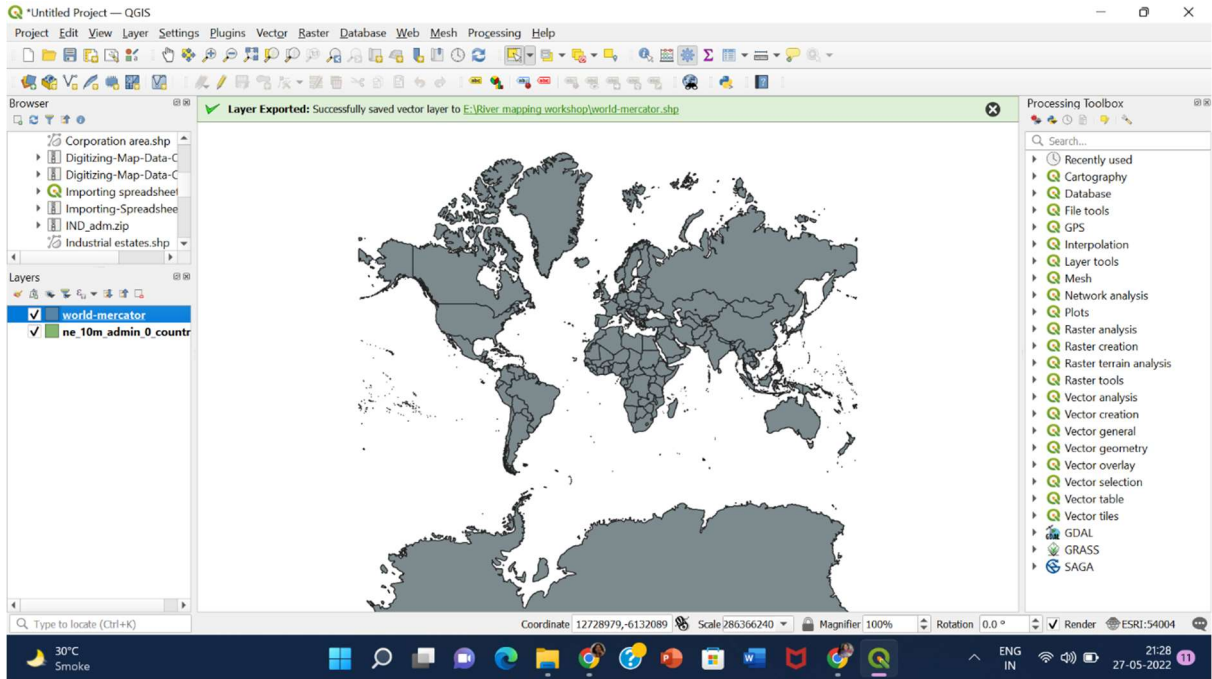 *Untitled Project — QGIS
Project Edit View Layer Settings Plugins Vector Raster Database Web Mesh Processing Help
Browser
Corporation area.shp
Digitizing-Map-Data-C
Digitizing-Map-Data-C
Importing spreadsheet
Importing-Spreadshee
IND_adm.zip
Industrial estates.shp
Layers
world-mercator
ne_10m_admin_0_countr
Layer Exported: Successfully saved vector layer to E:\River mapping workshop\world-mercator.shp
Processing Toolbox
Search...
Recently used
Cartography
Database
File tools
GPS
Interpolation
Layer tools
Mesh
Network analysis
Plots
Raster analysis
Raster creation
Raster terrain analysis
Raster tools
Vector analysis
Vector creation
Vector general
Vector geometry
Vector overlay
Vector selection
Vector table
Vector tiles
GDAL
GRASS
SAGA
Type to locate (Ctrl+K)
Coordinate 12728979,-6132089 Scale 286366240 Magnifier 100% Rotation 0.0 ° Render ESRI:54004
30°C
Smoke
ENG
IN
21:28
27-05-2022
11